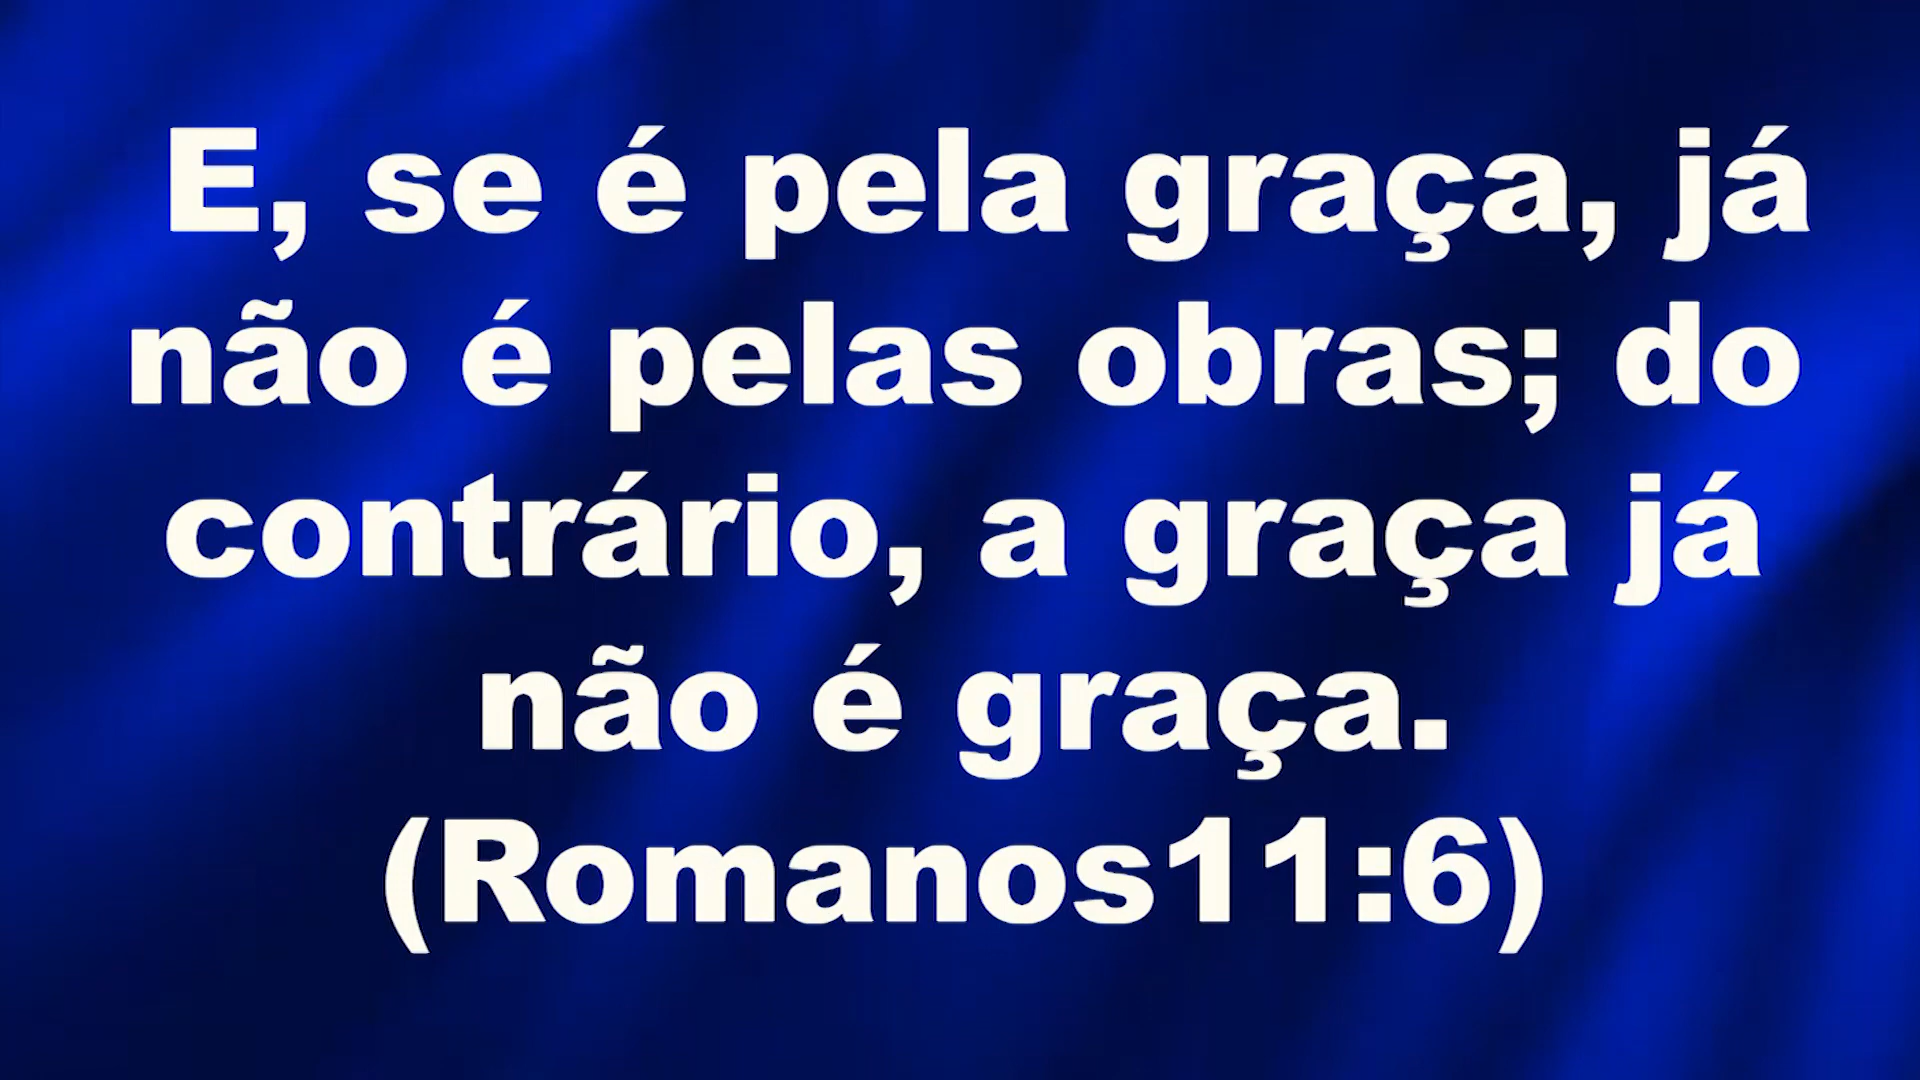 E, se é pela graça, já
não é pelas obras; do
contrário, a graça já
não é graça.
(Romanos11:6)